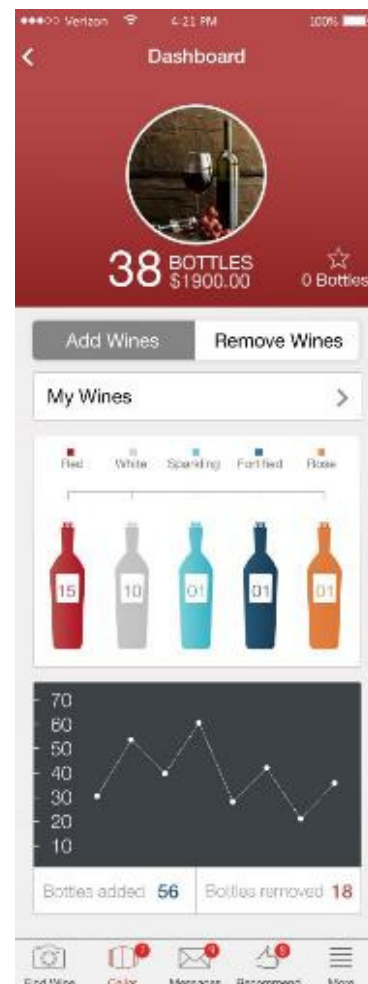 Verizon 4:21 PM 100%
Dashboard
38 BOTTLES
$1900.00
0 Bottles
Add Wines Remove Wines
My Wines
Red White Sparkling Fortified Rose
15 10 01 01 01
70
60
50
40
30
20
10
Bottles added 56 Bottles removed 18
Find Wine Cellar Messages Recommend More